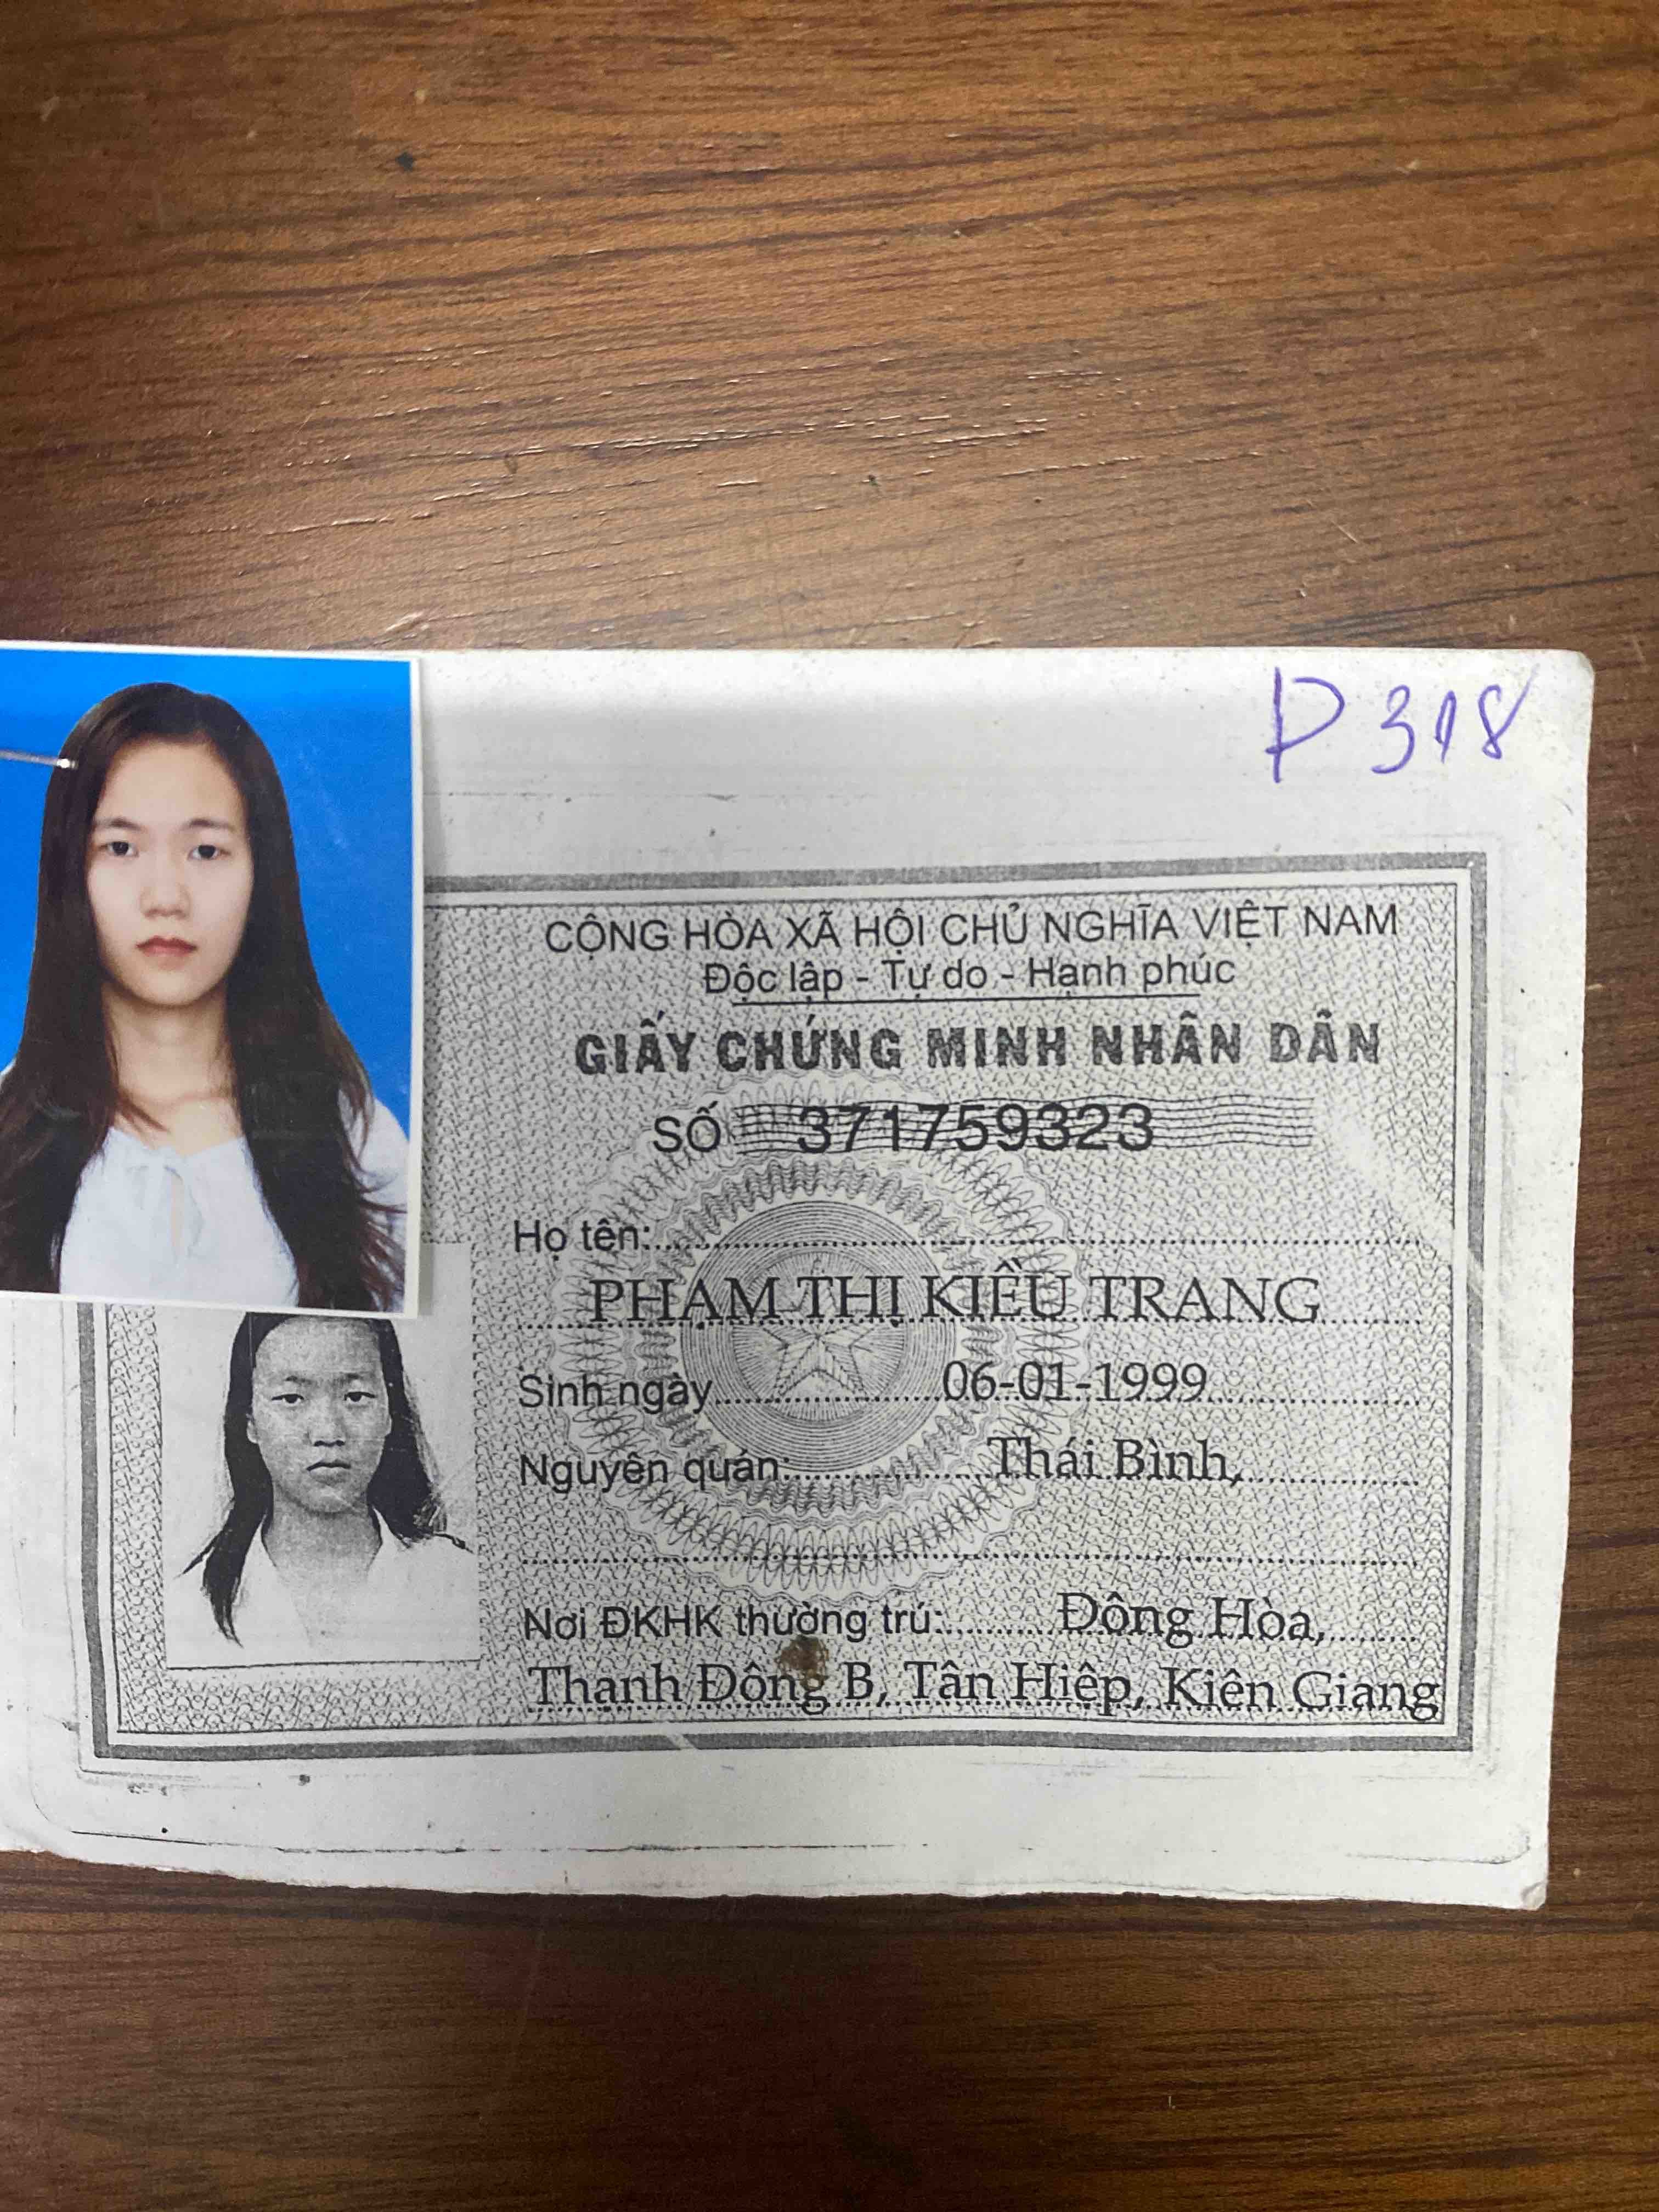 P 318
CỘNG HÒA XÃ HỘI CHỦ NGHĨA VIỆT NAM
Độc lập - Tự do - Hạnh phúc
GIẤY CHỨNG MINH NHÂN DÂN
SỐ 371759323
Họ tên:
PHẠM THỊ KIỀU TRANG
Sinh ngày 06-01-1999
Nguyên quán: Thái Bình,
Nơi ĐKHK thường trú: Đông Hòa,
Thạnh Đông B, Tân Hiệp, Kiên Giang